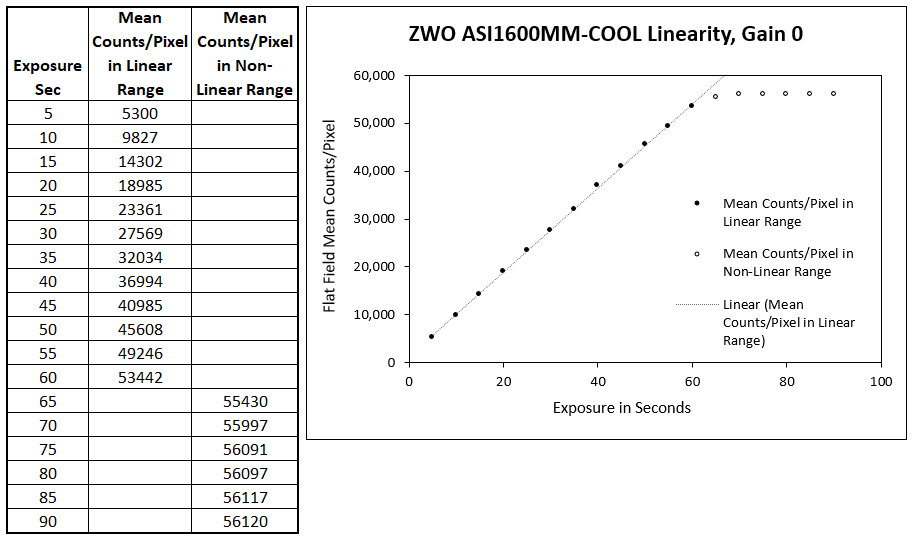 Exposure Sec
Mean Counts/Pixel in Linear Range
Mean Counts/Pixel in Non-Linear Range
5 5300
10 9827
15 14302
20 18985
25 23361
30 27569
35 32034
40 36994
45 40985
50 45608
55 49246
60 53442
65 55430
70 55997
75 56091
80 56097
85 56117
90 56120
ZWO ASI1600MM-COOL Linearity, Gain 0
Flat Field Mean Counts/Pixel
60,000
50,000
40,000
30,000
20,000
10,000
0
0 20 40 60 80 100
Exposure in Seconds
Mean Counts/Pixel in
Linear Range
Mean Counts/Pixel in
Non-Linear Range
Linear (Mean
Counts/Pixel in Linear
Range)